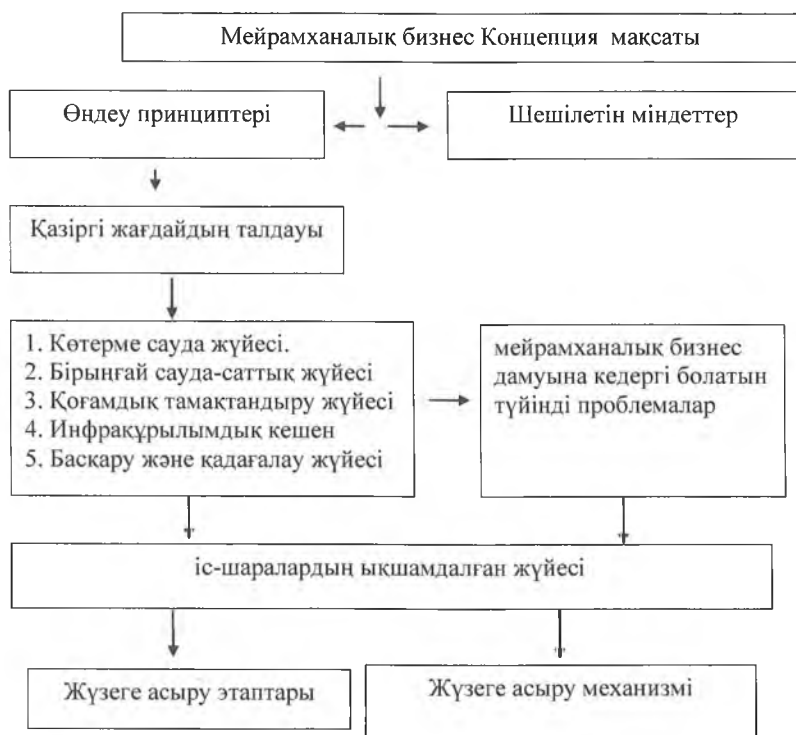 Мейрамханалық бизнес Концепция мақсаты
Өңдеу принциптері
Шешілетін міндеттер
Қазіргі жағдайдың талдауы
1. Көтерме сауда жүйесі.
2. Бірыңғай сауда-саттық жүйесі
3. Қоғамдық тамақтандыру жүйесі
4. Инфрақұрылымдық кешен
5. Басқару және қадағалау жүйесі
мейрамханалық бизнес
дамуына кедергі болатын
түйінді проблемалар
іс-шаралардың ықшамдалған жүйесі
Жүзеге асыру этаптары
Жүзеге асыру механизмі